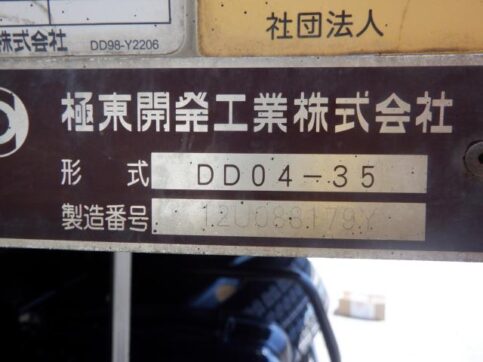 株式会社 DD98-Y2206
社団法人
極東開発工業株式会社
形式 DD04-35
製造番号 12U088179Y